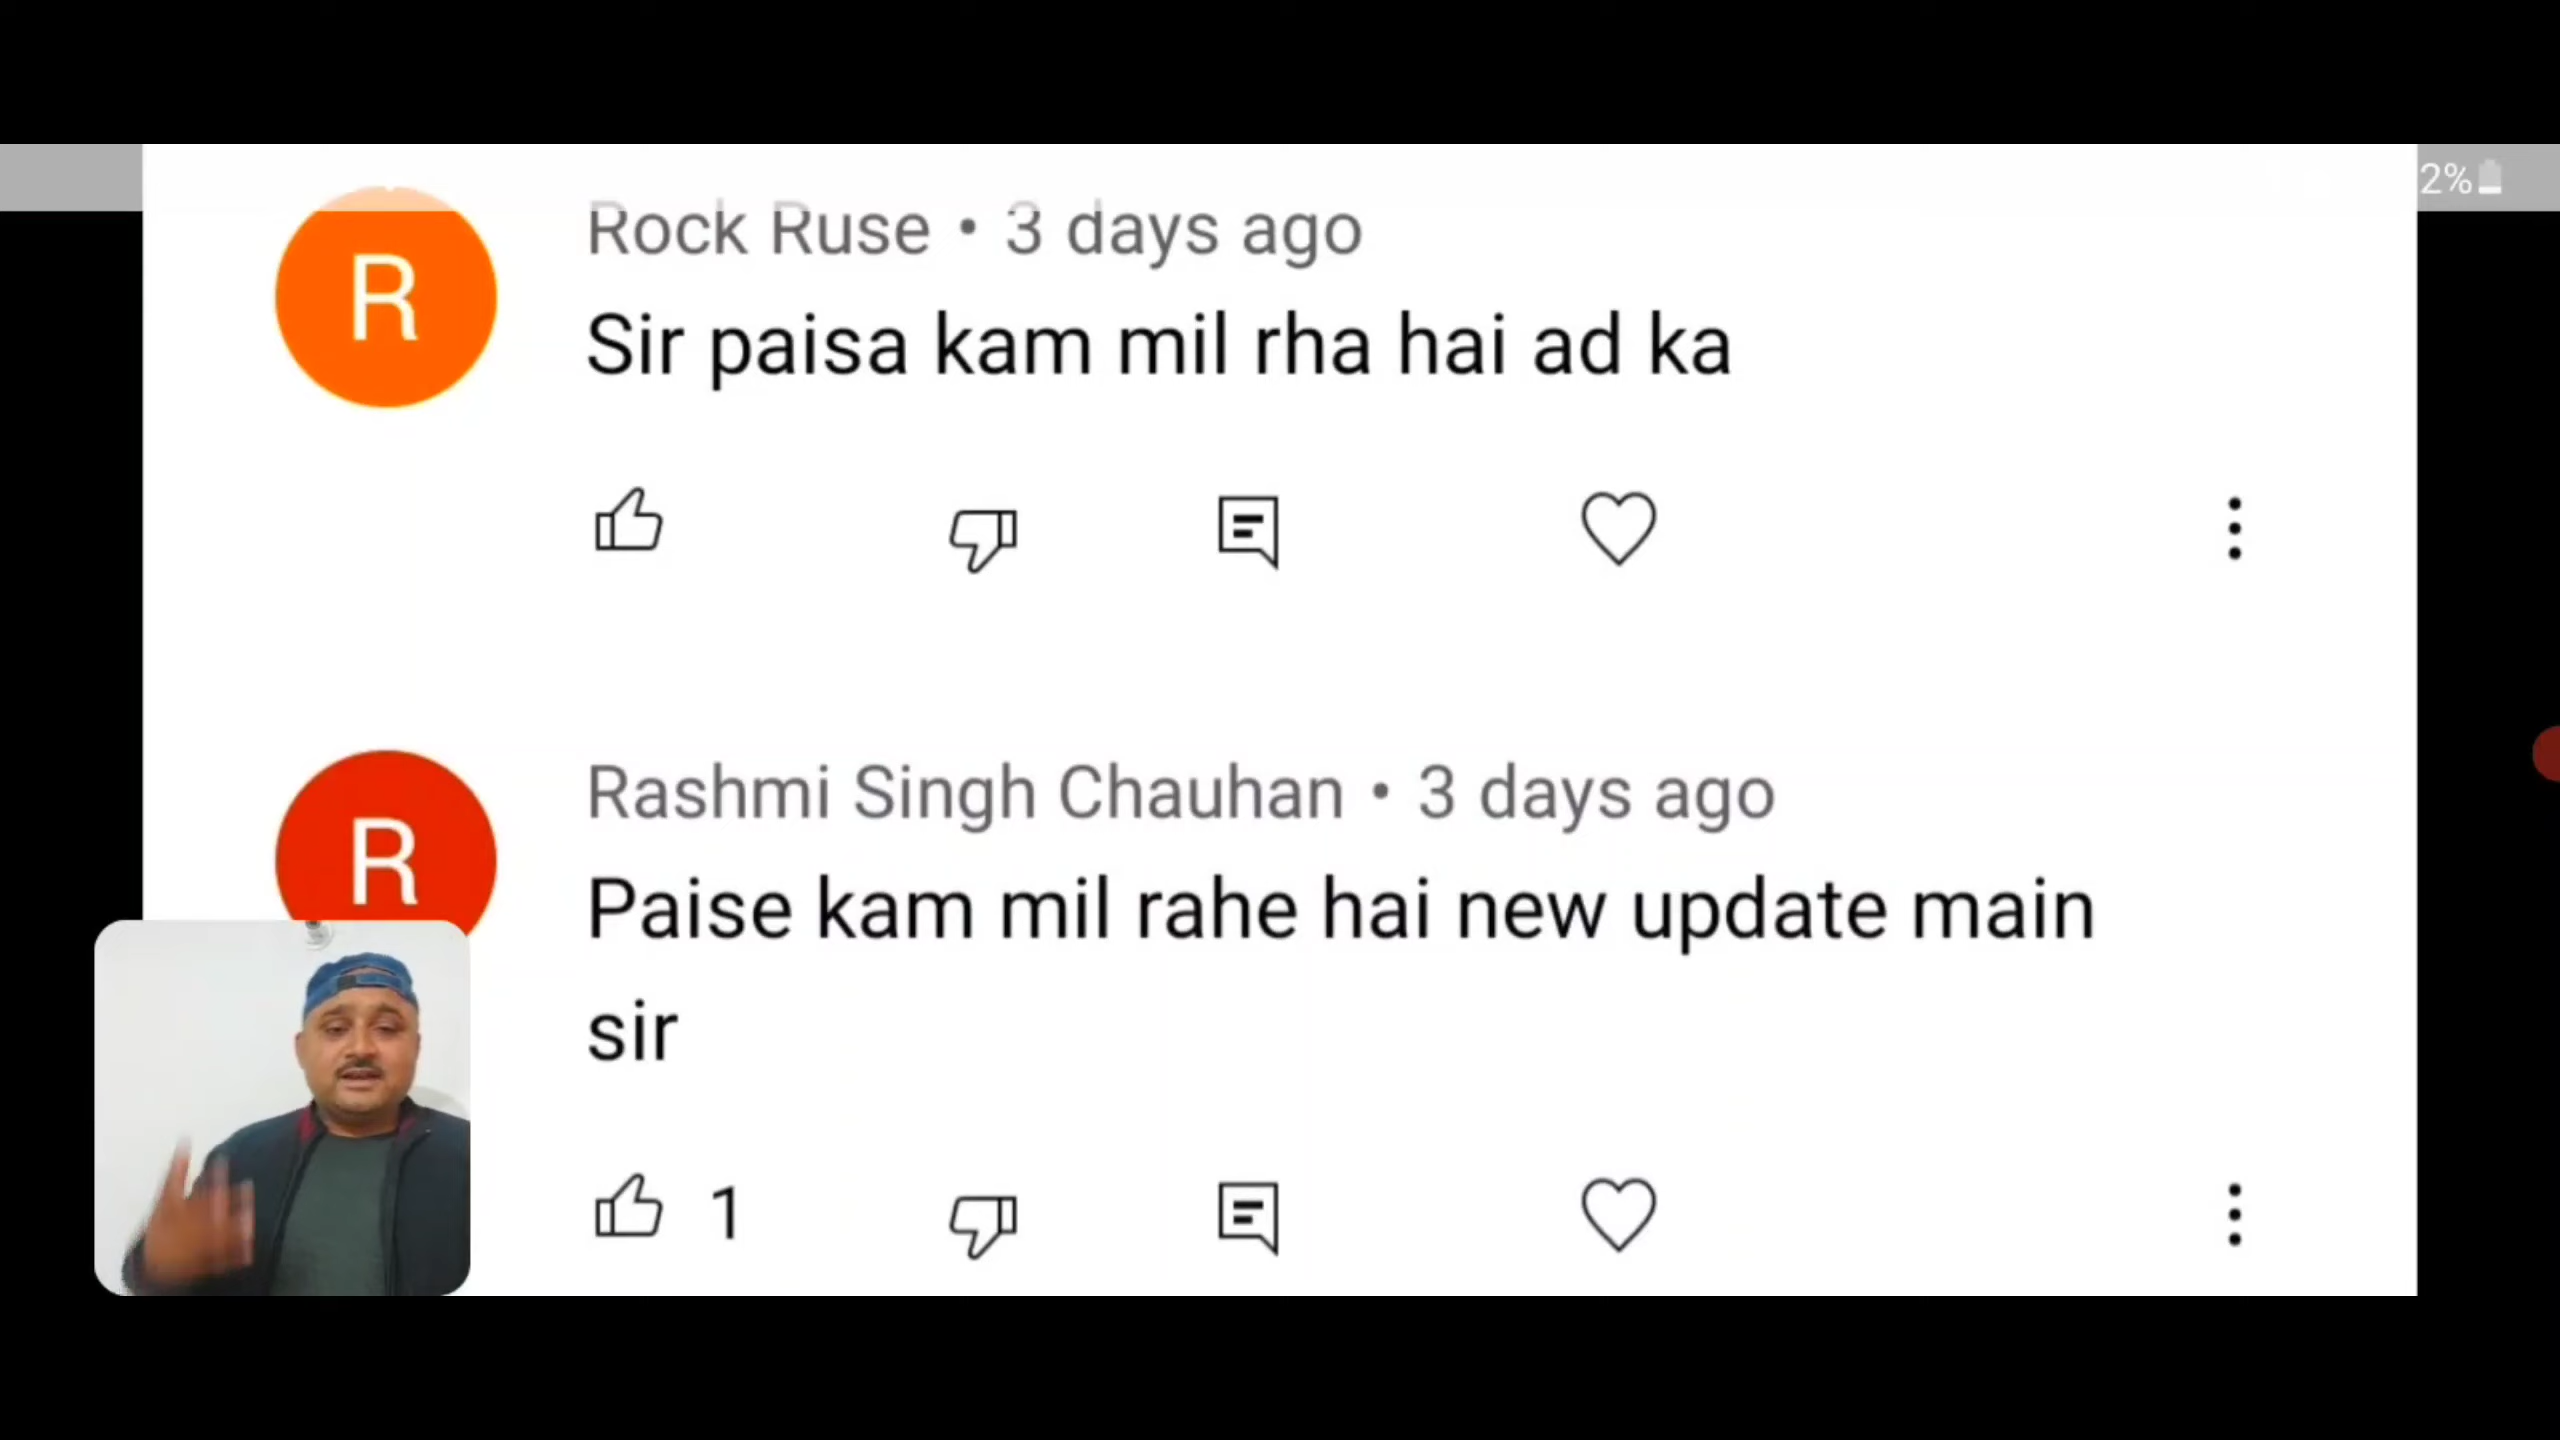 2%
Rock Ruse • 3 days ago
R
Sir paisa kam mil rha hai ad ka
Rashmi Singh Chauhan • 3 days ago
R
Paise kam mil rahe hai new update main
sir
1